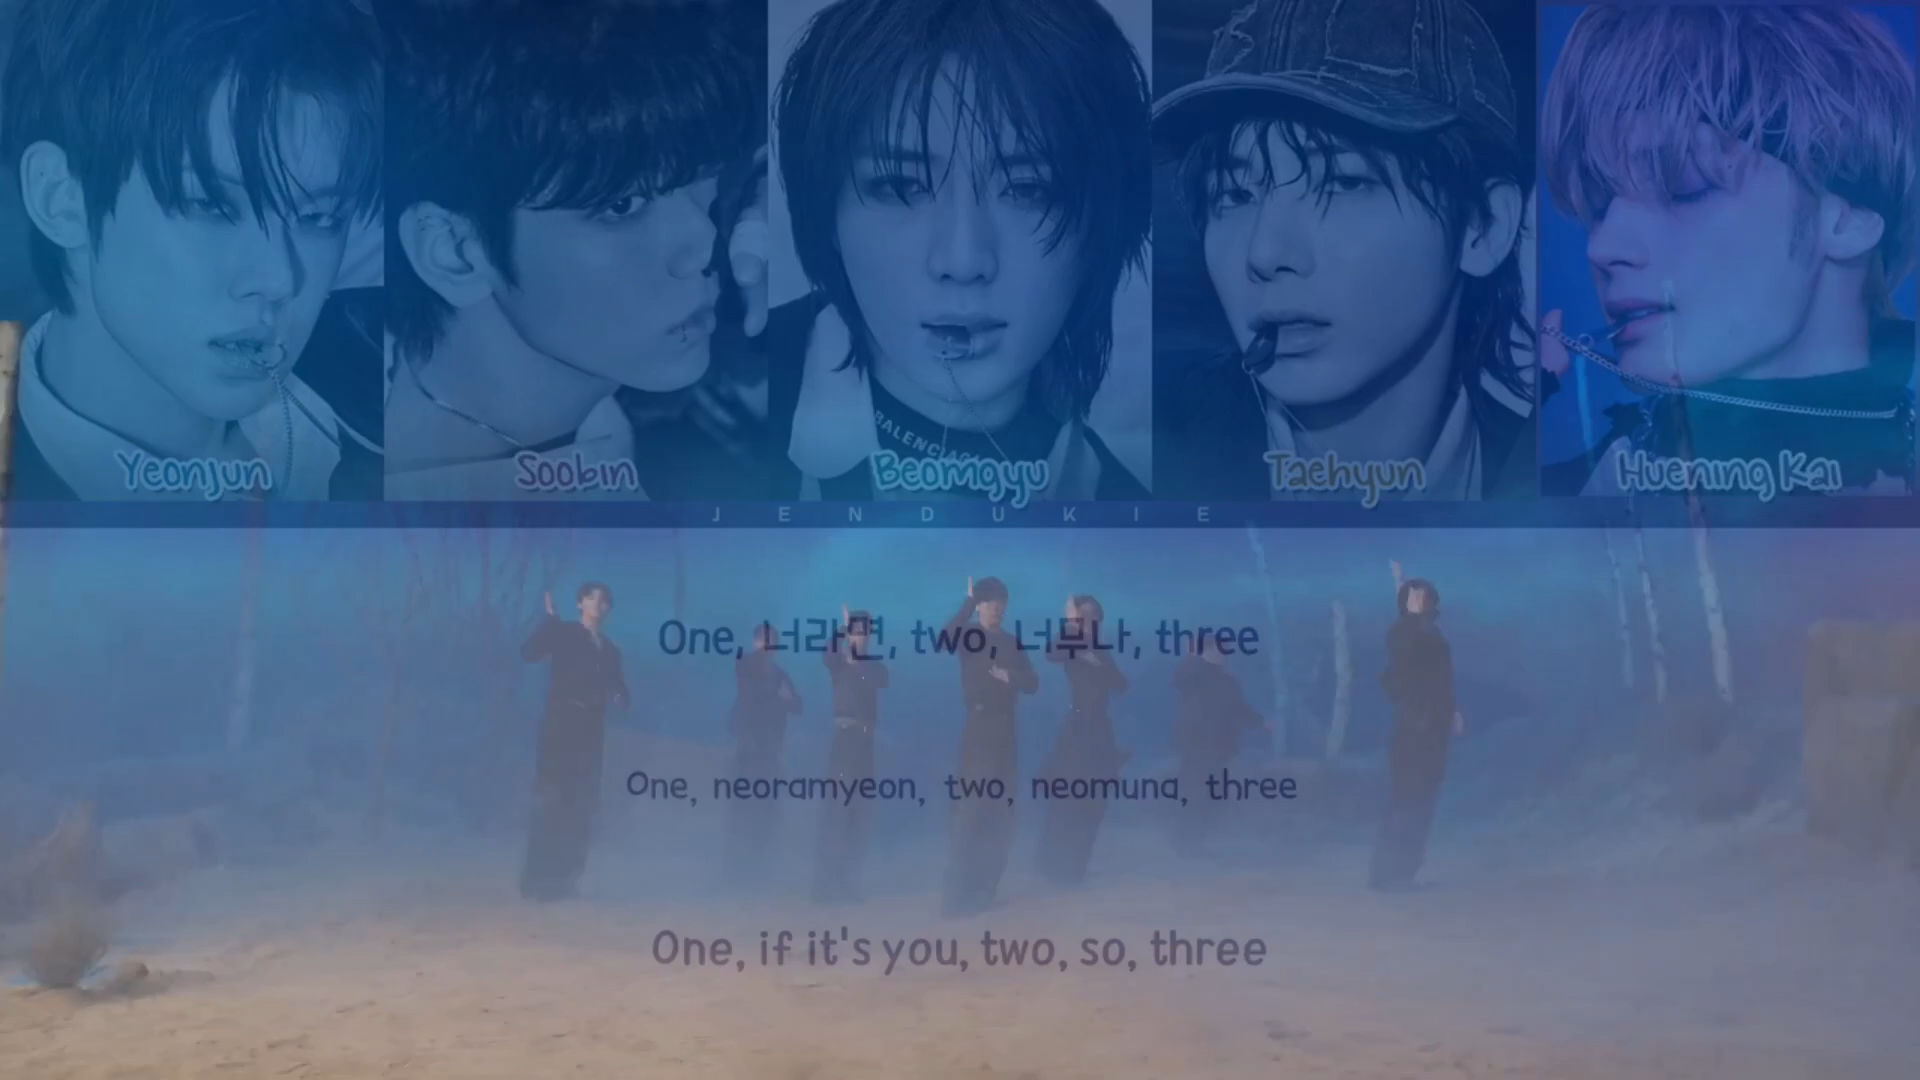 BALENCIAGA
Yeonjun
Soobin
Beomgyu
Taehyun
Huening Kai
JENDUKIE
One, 너라면, two, 너무나, three
One, neoramyeon, two, neomuna, three
One, if it's you, two, so, three